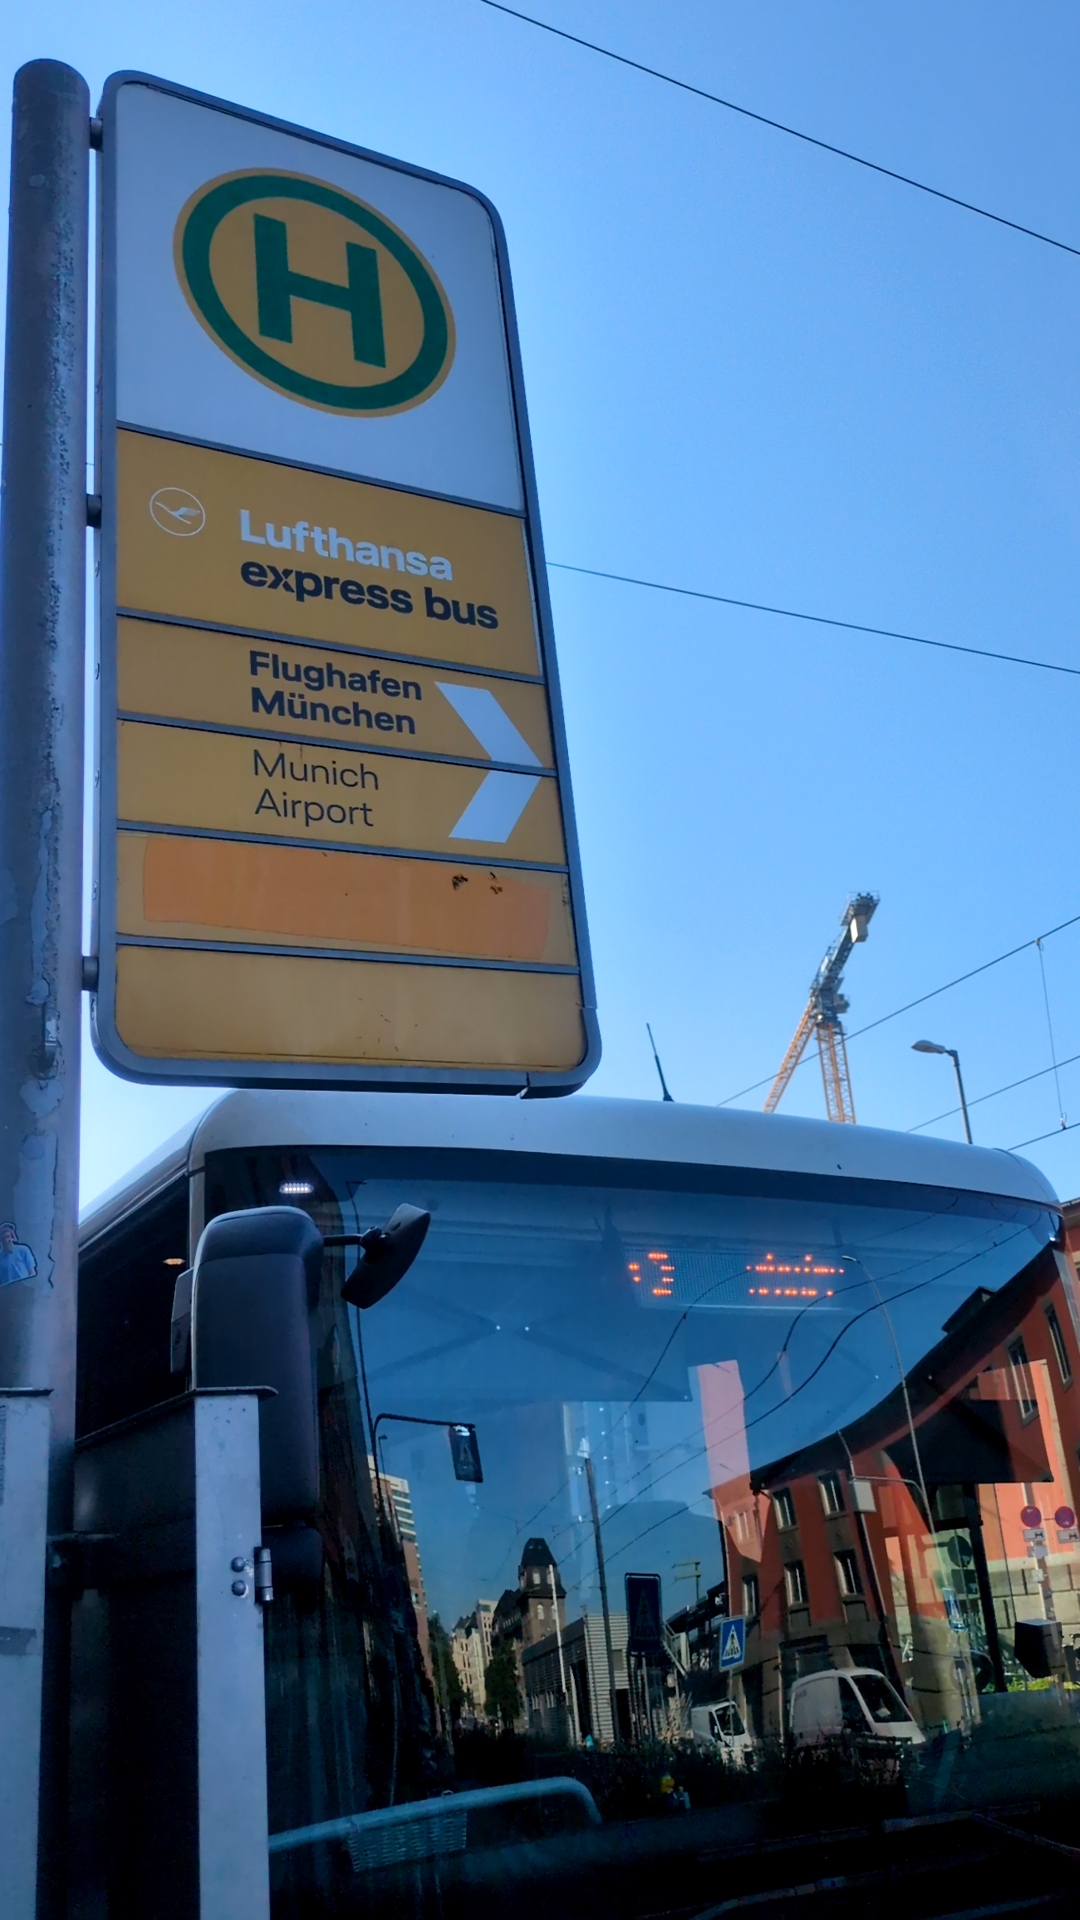 H
Lufthansa
express bus
Flughafen
München
Munich
Airport